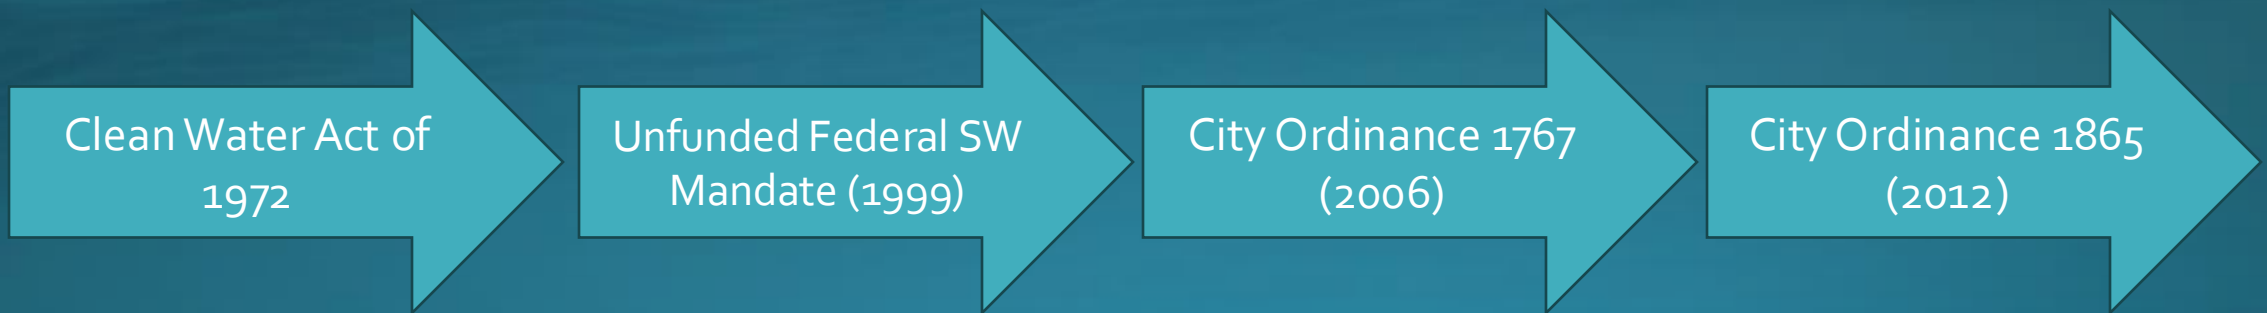 Clean Water Act of
1972
Unfunded Federal SW
Mandate (1999)
City Ordinance 1767
(2006)
City Ordinance 1865
(2012)